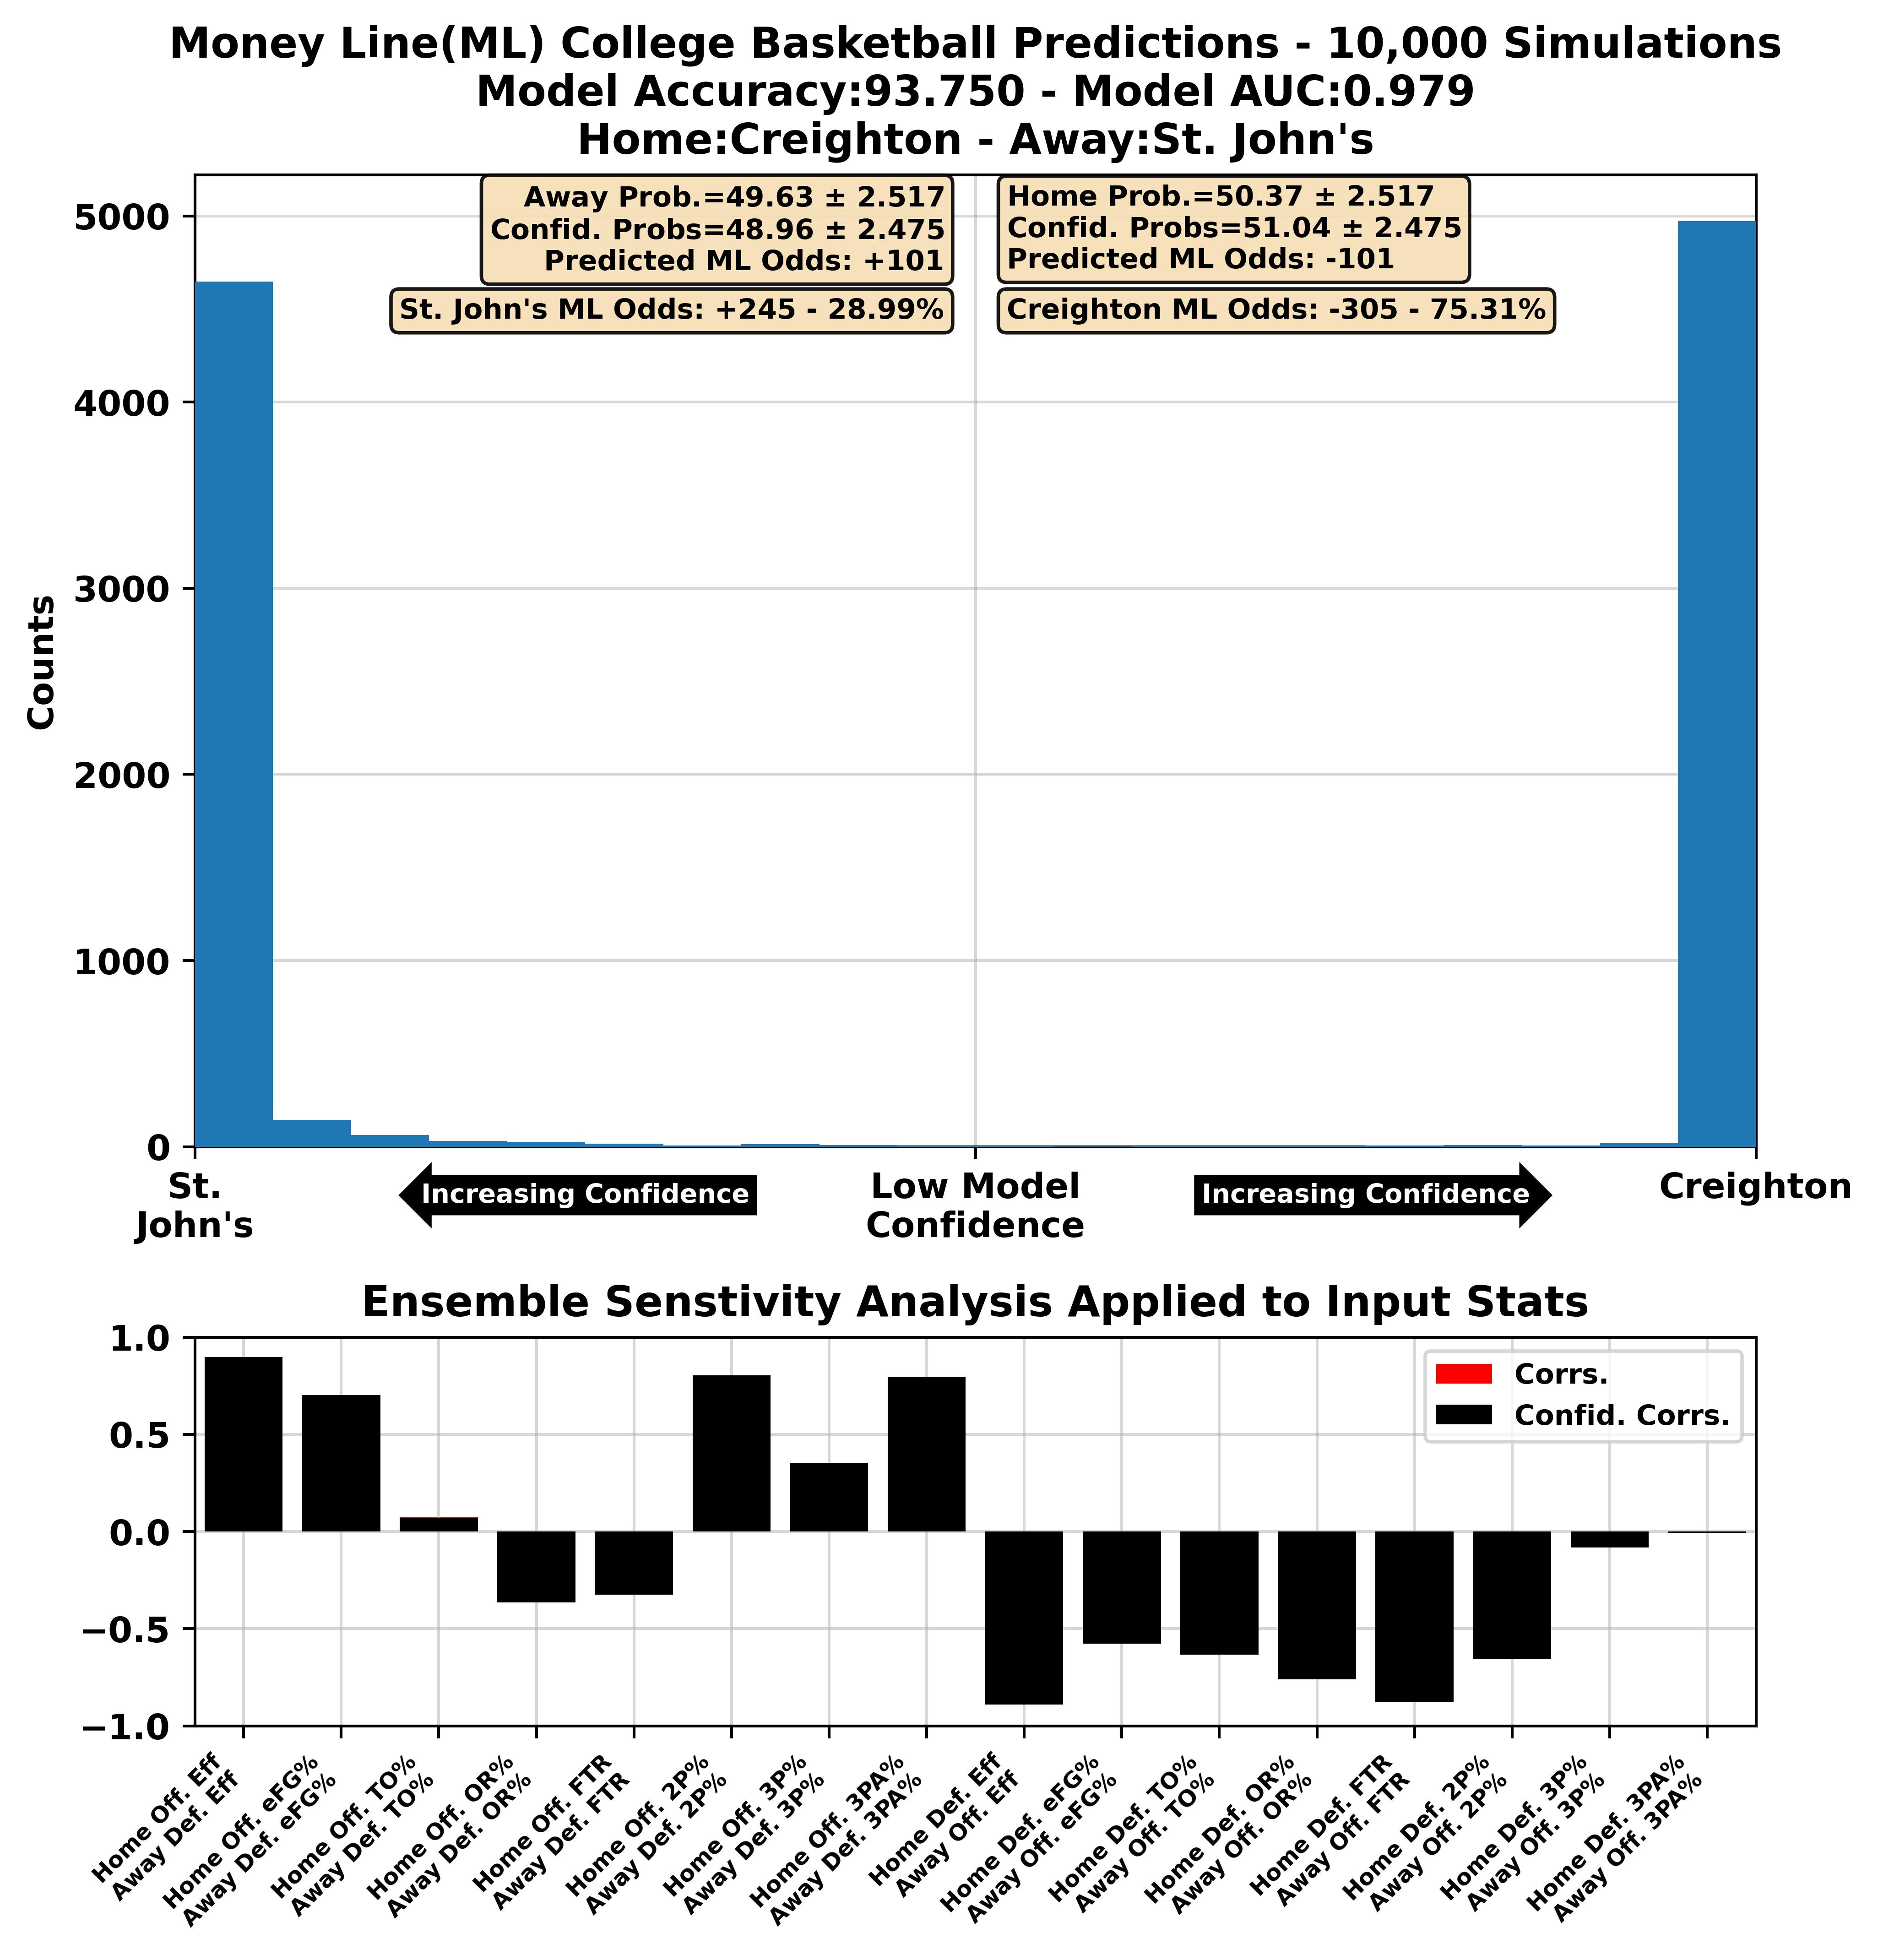 Money Line(ML) College Basketball Predictions - 10,000 Simulations
Model Accuracy:93.750 - Model AUC:0.979
Home:Creighton - Away:St. John's
Away Prob.=49.63 ± 2.517
Confid. Probs=48.96 ± 2.475
Predicted ML Odds: +101
St. John's ML Odds: +245 - 28.99%
Home Prob.=50.37 ± 2.517
Confid. Probs=51.04 ± 2.475
Predicted ML Odds: -101
Creighton ML Odds: -305 - 75.31%
5000
4000
3000
2000
1000
0
Counts
St.
John's
Increasing Confidence
Low Model
Confidence
Increasing Confidence
Creighton
Ensemble Senstivity Analysis Applied to Input Stats
1.0
0.5
0.0
−0.5
−1.0
Corrs.
Confid. Corrs.
Home Off. Eff
Away Def. Eff
Home Off. eFG%
Away Def. eFG%
Home Off. TO%
Away Def. TO%
Home Off. OR%
Away Def. OR%
Home Off. FTR
Away Def. FTR
Home Off. 2P%
Away Def. 2P%
Home Off. 3P%
Away Def. 3P%
Home Off. 3PA%
Away Def. 3PA%
Home Def. Eff
Away Off. Eff
Home Def. eFG%
Away Off. eFG%
Home Def. TO%
Away Off. TO%
Home Def. OR%
Away Off. OR%
Home Def. FTR
Away Off. FTR
Home Def. 2P%
Away Off. 2P%
Home Def. 3P%
Away Off. 3P%
Home Def. 3PA%
Away Off. 3PA%